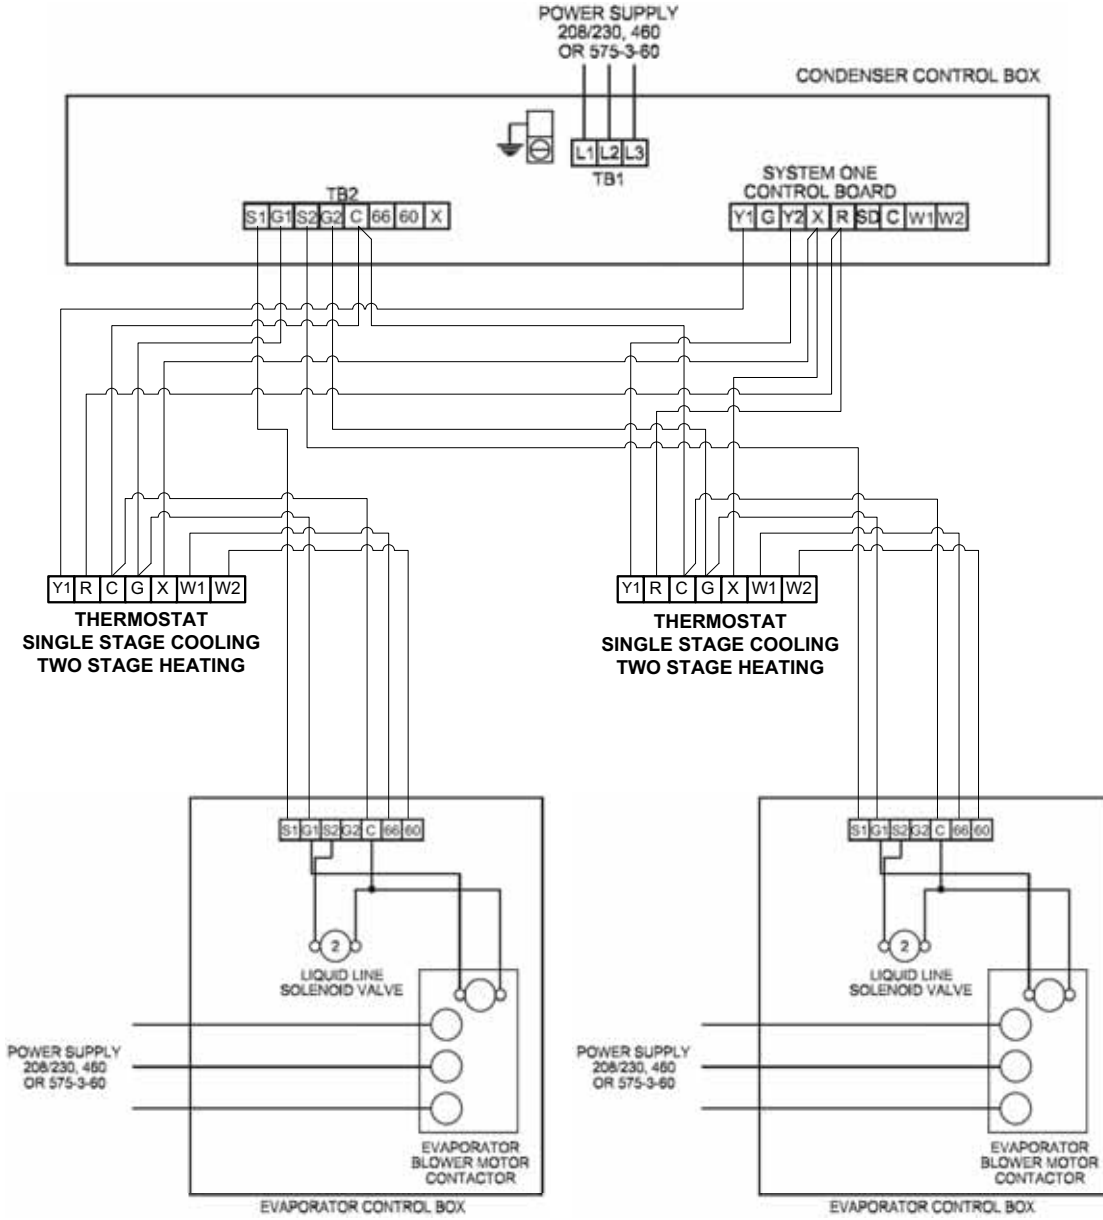 POWER SUPPLY
208/230, 460
OR 575-3-60
CONDENSER CONTROL BOX
L1 L2 L3
TB1
SYSTEM ONE
CONTROL BOARD
TB2
S1 G1 S2 G2 C 66 60 X
Y1 G Y2 X R SD C W1 W2
Y1 R C G X W1 W2
THERMOSTAT
SINGLE STAGE COOLING
TWO STAGE HEATING
Y1 R C G X W1 W2
THERMOSTAT
SINGLE STAGE COOLING
TWO STAGE HEATING
S1 G1 S2 G2 C 66 60
2
LIQUID LINE
SOLENOID VALVE
POWER SUPPLY
208/230, 460
OR 575-3-60
EVAPORATOR
BLOWER MOTOR
CONTACTOR
EVAPORATOR CONTROL BOX
S1 G1 S2 G2 C 66 60
2
LIQUID LINE
SOLENOID VALVE
POWER SUPPLY
208/230, 460
OR 575-3-60
EVAPORATOR
BLOWER MOTOR
CONTACTOR
EVAPORATOR CONTROL BOX